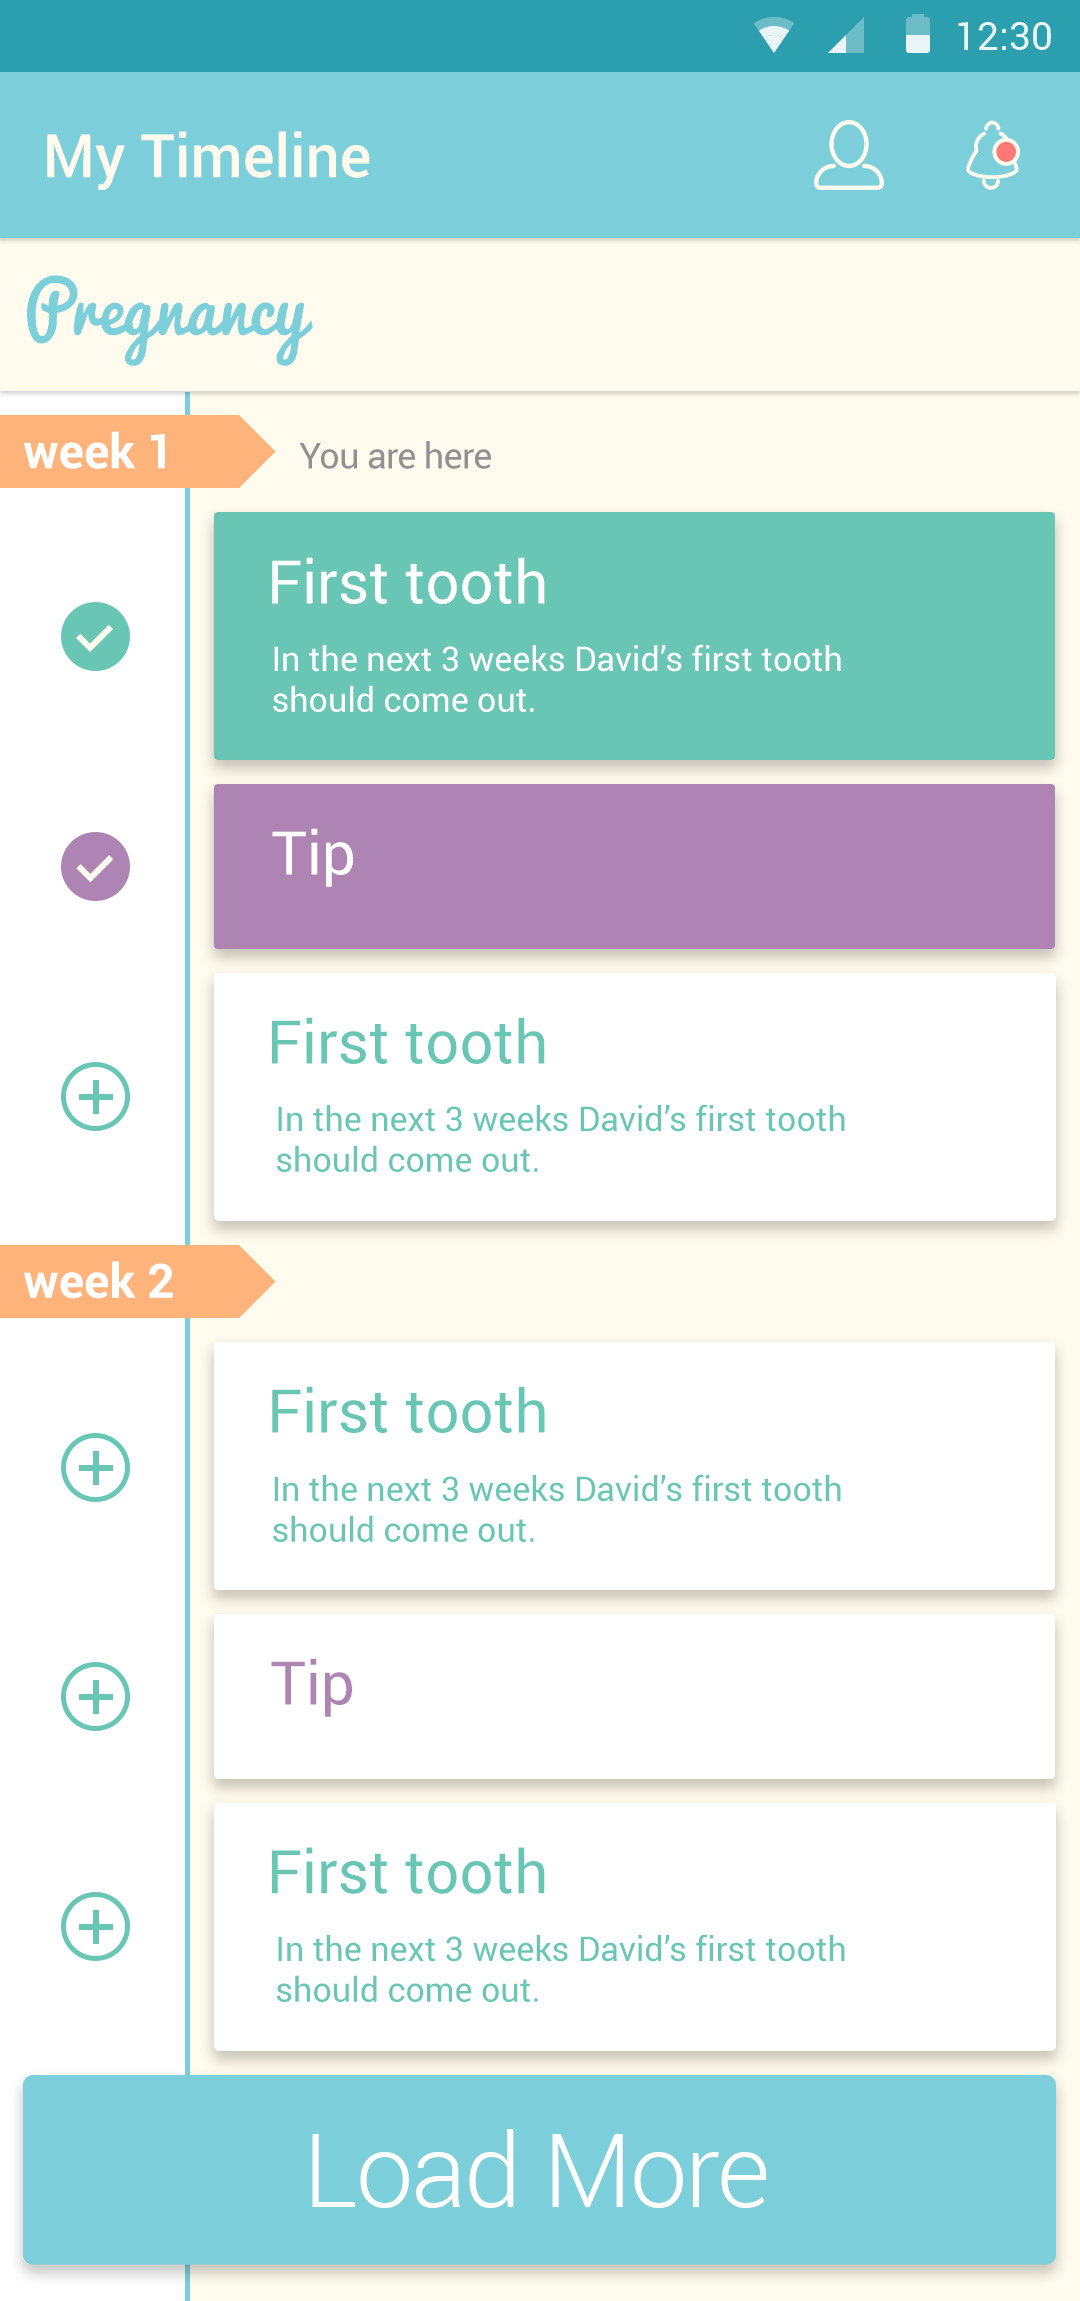 12:30
My Timeline
Pregnancy
week 1
You are here
First tooth
In the next 3 weeks David’s first tooth
should come out.
Tip
First tooth
In the next 3 weeks David’s first tooth
should come out.
week 2
First tooth
In the next 3 weeks David’s first tooth
should come out.
Tip
First tooth
In the next 3 weeks David’s first tooth
should come out.
Load More